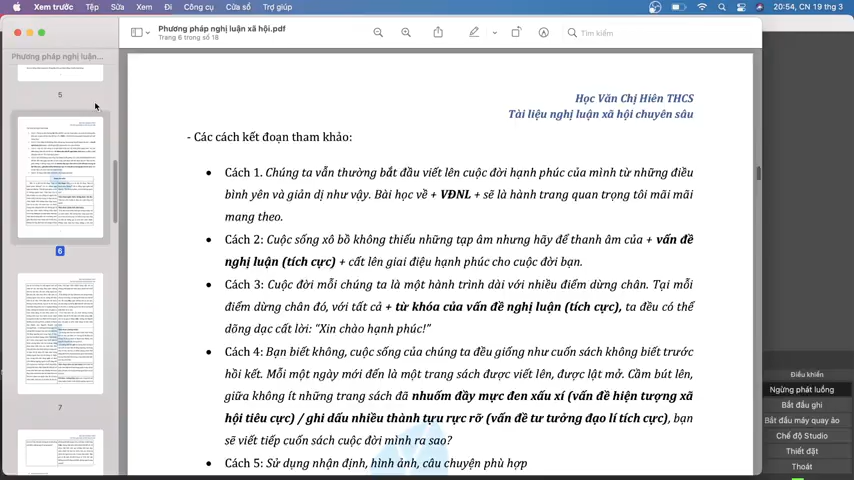 Xem trước Tệp Sửa Xem Đi Công cụ Cửa sổ Trợ giúp 20:54, CN 19 thg 3
Phương pháp nghị luận... Phương pháp nghị luận xã hội.pdf
Trang 6 trong số 18
Tìm kiếm
5
6
7
Học Văn Chị Hiên THCS
Tài liệu nghị luận xã hội chuyên sâu
- Các cách kết đoạn tham khảo:
• Cách 1. Chúng ta vẫn thường bắt đầu viết lên cuộc đời hạnh phúc của mình từ những điều
bình yên và giản dị như vậy. Bài học về + VĐNL + sẽ là hành trang quan trọng tôi mãi mãi
mang theo.
• Cách 2: Cuộc sống xô bồ không thiếu những tạp âm nhưng hãy để thanh âm của + vấn đề
nghị luận (tích cực) + cất lên giai điệu hạnh phúc cho cuộc đời bạn.
• Cách 3: Cuộc đời mỗi chúng ta là một hành trình dài với nhiều điểm dừng chân. Tại mỗi
điểm dừng chân đó, với tất cả + từ khóa của vấn đề nghị luận (tích cực), ta đều có thể
dõng dạc cất lời: "Xin chào hạnh phúc!"
• Cách 4: Bạn biết không, cuộc sống của chúng ta đều giống như cuốn sách không biết trước
hồi kết. Mỗi một ngày mới đến là một trang sách được viết lên, được lật mở. Cầm bút lên,
giữa không ít những trang sách đã nhuốm đầy mực đen xấu xí (vấn đề hiện tượng xã
hội tiêu cực) / ghi dấu nhiều thành tựu rực rỡ (vấn đề tư tưởng đạo lí tích cực), bạn
sẽ viết tiếp cuốn sách cuộc đời mình ra sao?
• Cách 5: Sử dụng nhận định, hình ảnh, câu chuyện phù hợp
Điều khiển
Ngừng phát luồng
Bắt đầu ghi
Bắt đầu máy quay ảo
Chế độ Studio
Thiết đặt
Thoát